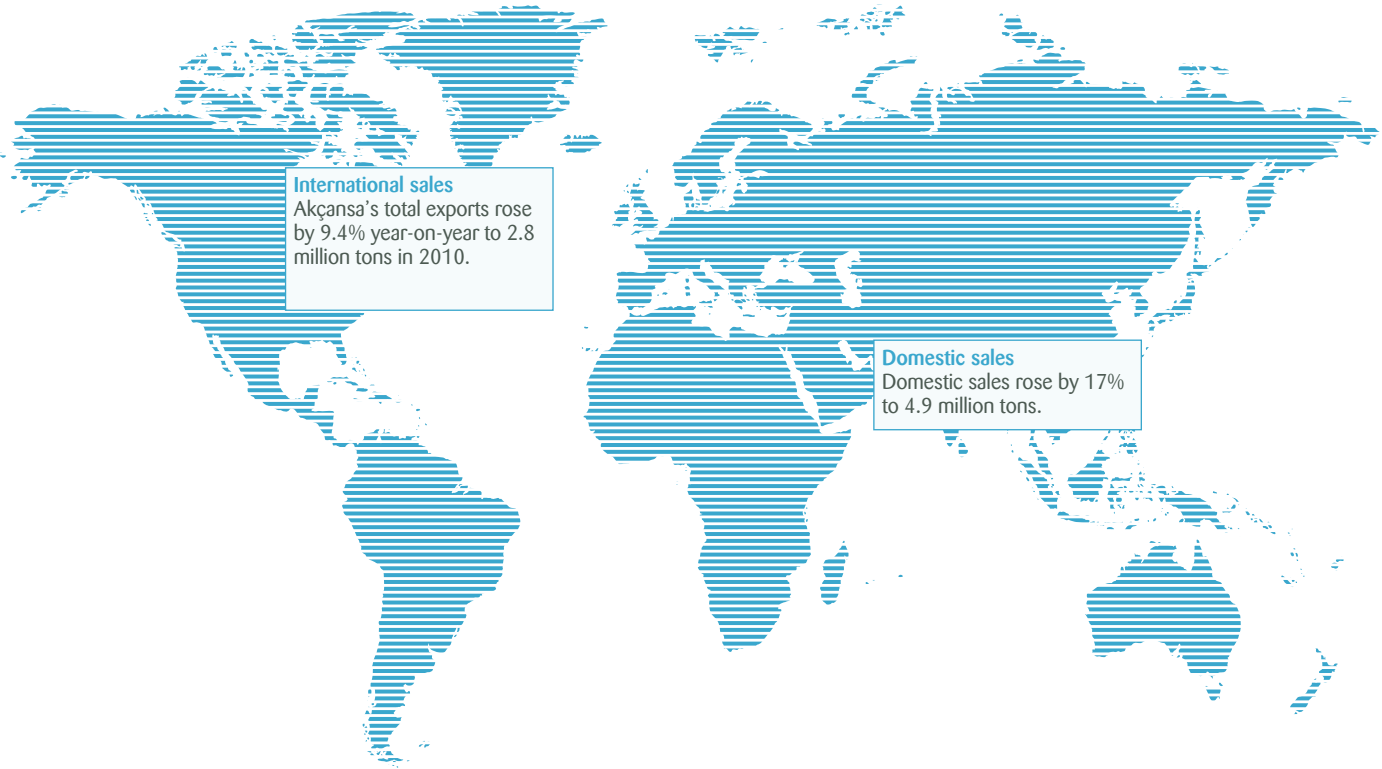 International sales
Akçansa's total exports rose
by 9.4% year-on-year to 2.8
million tons in 2010.
Domestic sales
Domestic sales rose by 17%
to 4.9 million tons.